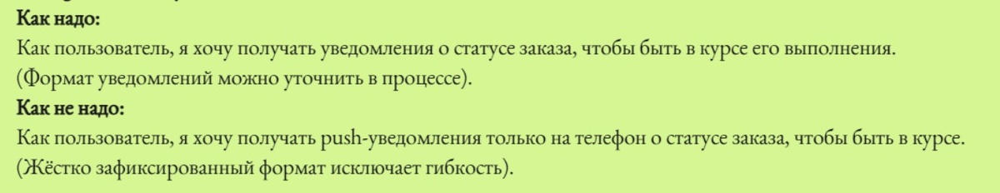 Как надо:
Как пользователь, я хочу получать уведомления о статусе заказа, чтобы быть в курсе его выполнения.
(Формат уведомлений можно уточнить в процессе).
Как не надо:
Как пользователь, я хочу получать push-уведомления только на телефон о статусе заказа, чтобы быть в курсе.
(Жёстко зафиксированный формат исключает гибкость).